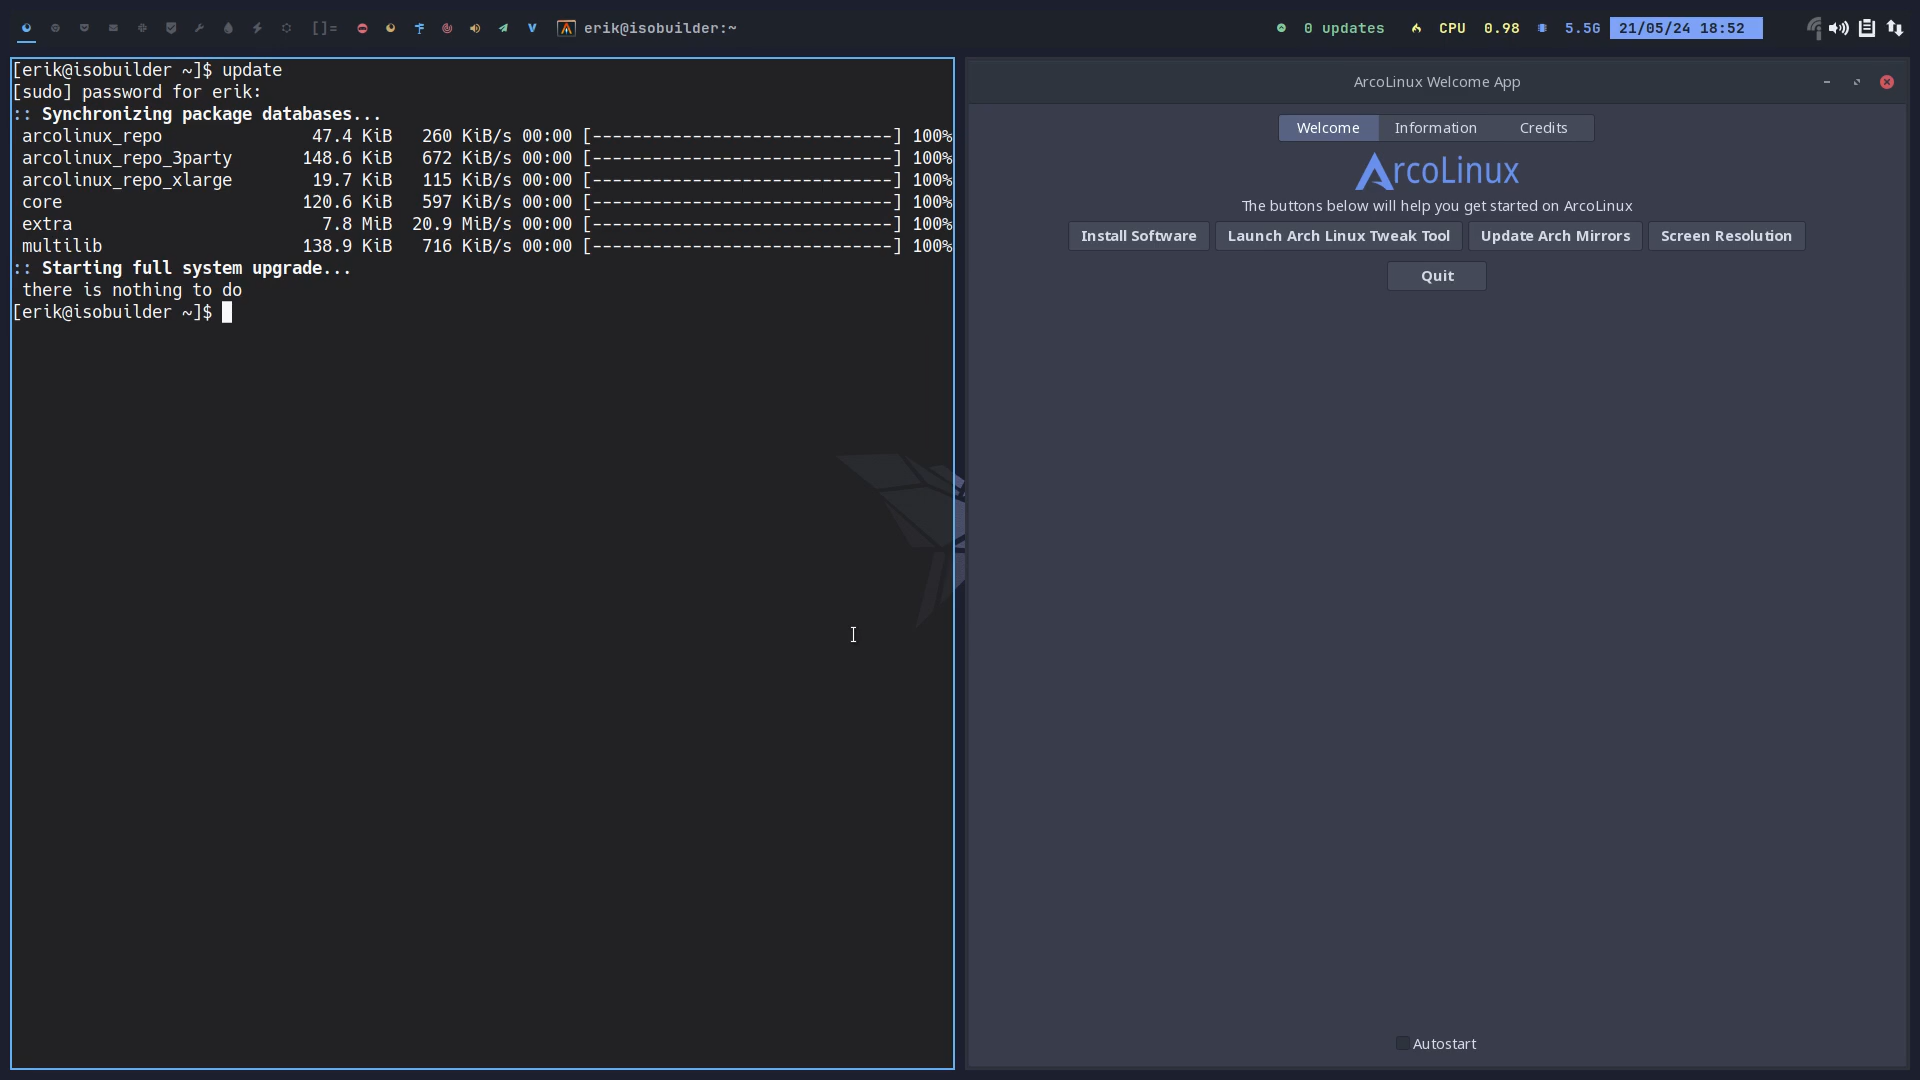 []=
V
erik@isobuilder:~
0 updates
CPU 0.98
5.5G
21/05/24 18:52
[erik@isobuilder ~]$ update
[sudo] password for erik:
:: Synchronizing package databases...
arcolinux_repo 47.4 KiB 260 KiB/s 00:00 [------------------------------] 100%
arcolinux_repo_3party 148.6 KiB 672 KiB/s 00:00 [------------------------------] 100%
arcolinux_repo_xlarge 19.7 KiB 115 KiB/s 00:00 [------------------------------] 100%
core 120.6 KiB 597 KiB/s 00:00 [------------------------------] 100%
extra 7.8 MiB 20.9 MiB/s 00:00 [------------------------------] 100%
multilib 138.9 KiB 716 KiB/s 00:00 [------------------------------] 100%
:: Starting full system upgrade...
there is nothing to do
[erik@isobuilder ~]$
ArcoLinux Welcome App
Welcome Information Credits
ArcoLinux
The buttons below will help you get started on ArcoLinux
Install Software Launch Arch Linux Tweak Tool Update Arch Mirrors Screen Resolution
Quit
Autostart